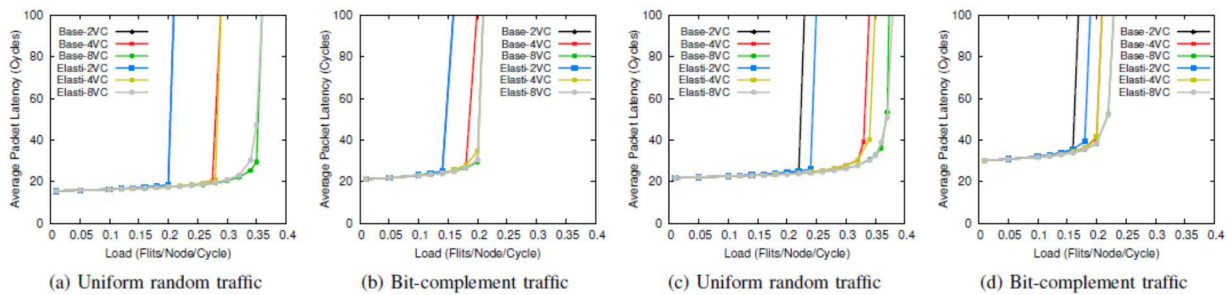 100
80
60
40
20
0
Average Packet Latency (Cycles)
Base-2VC
Base-4VC
Base-8VC
Elasti-2VC
Elasti-4VC
Elasti-8VC
0 0.05 0.1 0.15 0.2 0.25 0.3 0.35 0.4
Load (Flits/Node/Cycle)
(a) Uniform random traffic
100
80
60
40
20
0
Average Packet Latency (Cycles)
Base-2VC
Base-4VC
Base-8VC
Elasti-2VC
Elasti-4VC
Elasti-8VC
0 0.05 0.1 0.15 0.2 0.25 0.3 0.35 0.4
Load (Flits/Node/Cycle)
(b) Bit-complement traffic
100
80
60
40
20
0
Average Packet Latency (Cycles)
Base-2VC
Base-4VC
Base-8VC
Elasti-2VC
Elasti-4VC
Elasti-8VC
0 0.05 0.1 0.15 0.2 0.25 0.3 0.35 0.4
Load (Flits/Node/Cycle)
(c) Uniform random traffic
100
80
60
40
20
0
Average Packet Latency (Cycles)
Base-2VC
Base-4VC
Base-8VC
Elasti-2VC
Elasti-4VC
Elasti-8VC
0 0.05 0.1 0.15 0.2 0.25 0.3 0.35 0.4
Load (Flits/Node/Cycle)
(d) Bit-complement traffic